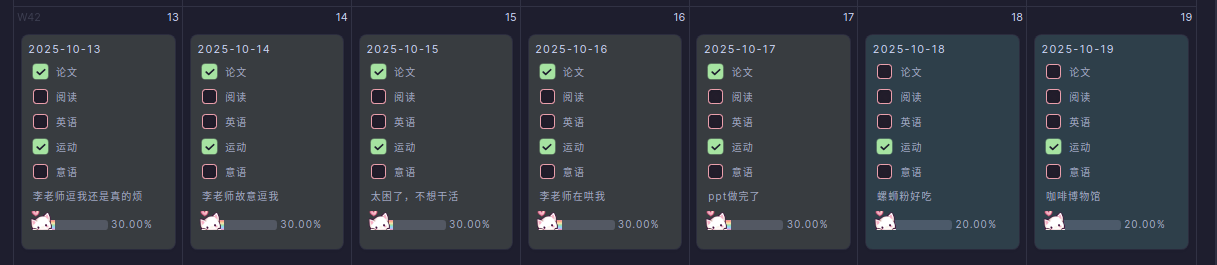 W42 13 14 15 16 17 18 19
2025-10-13
论文
阅读
英语
运动
意语
李老师逗我还是真的烦
30.00%
2025-10-14
论文
阅读
英语
运动
意语
李老师故意逗我
30.00%
2025-10-15
论文
阅读
英语
运动
意语
太困了，不想干活
30.00%
2025-10-16
论文
阅读
英语
运动
意语
李老师在哄我
30.00%
2025-10-17
论文
阅读
英语
运动
意语
ppt做完了
30.00%
2025-10-18
论文
阅读
英语
运动
意语
螺蛳粉好吃
20.00%
2025-10-19
论文
阅读
英语
运动
意语
咖啡博物馆
20.00%